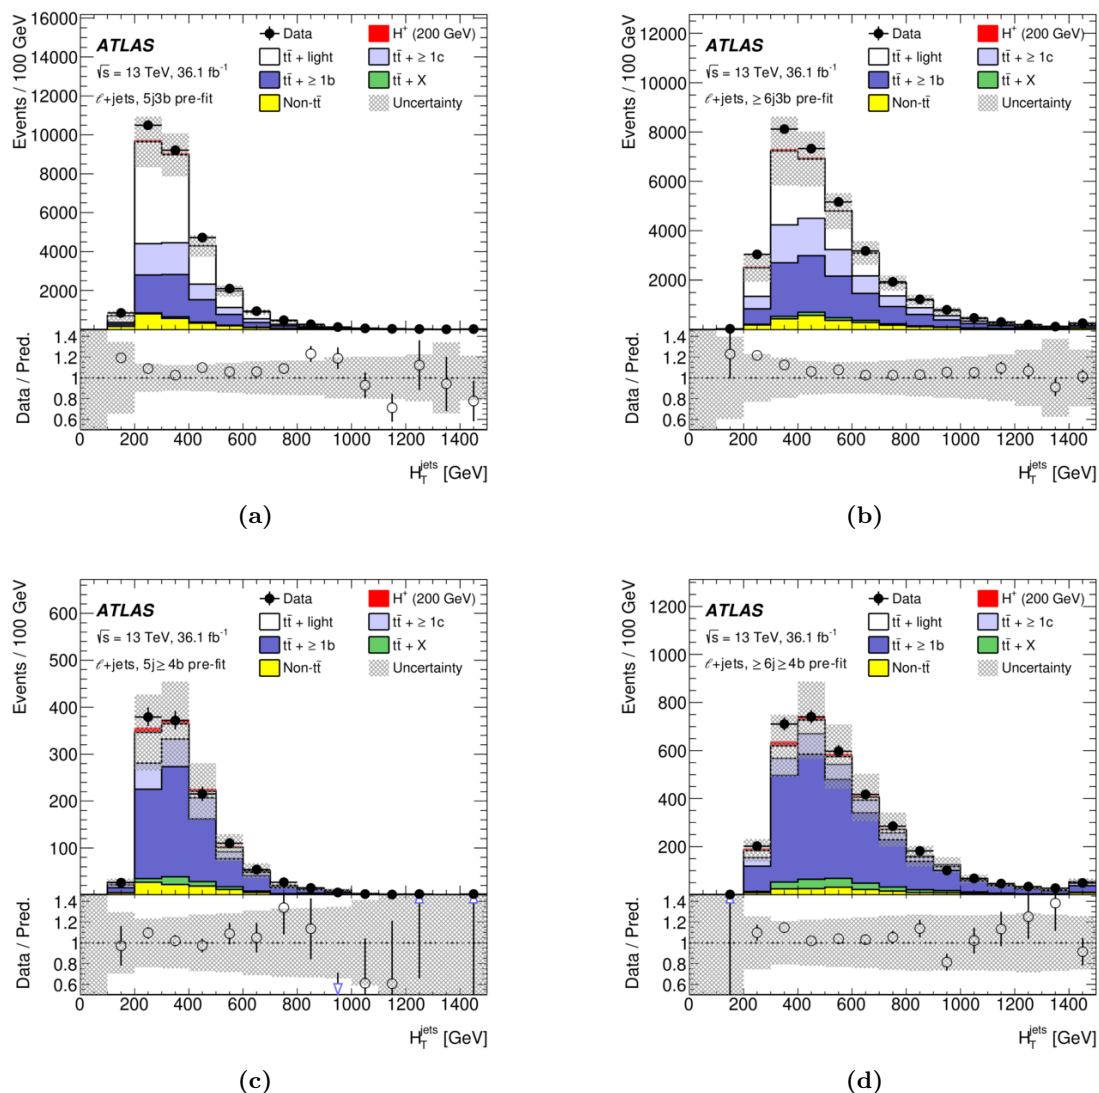 Events / 100 GeV
16000
14000
12000
10000
8000
6000
4000
2000
ATLAS
√s = 13 TeV, 36.1 fb⁻¹
ℓ+jets, 5j3b pre-fit
Data
H⁺ (200 GeV)
tt̄ + light
tt̄ + ≥ 1c
tt̄ + ≥ 1b
tt̄ + X
Non-tt̄
Uncertainty
Data / Pred.
1.4
1.2
1
0.8
0.6
0 200 400 600 800 1000 1200 1400
H_T^jets [GeV]
(a)
Events / 100 GeV
12000
10000
8000
6000
4000
2000
ATLAS
√s = 13 TeV, 36.1 fb⁻¹
ℓ+jets, ≥6j3b pre-fit
Data
H⁺ (200 GeV)
tt̄ + light
tt̄ + ≥ 1c
tt̄ + ≥ 1b
tt̄ + X
Non-tt̄
Uncertainty
Data / Pred.
1.4
1.2
1
0.8
0.6
0 200 400 600 800 1000 1200 1400
H_T^jets [GeV]
(b)
Events / 100 GeV
600
500
400
300
200
100
ATLAS
√s = 13 TeV, 36.1 fb⁻¹
ℓ+jets, 5j≥4b pre-fit
Data
H⁺ (200 GeV)
tt̄ + light
tt̄ + ≥ 1c
tt̄ + ≥ 1b
tt̄ + X
Non-tt̄
Uncertainty
Data / Pred.
1.4
1.2
1
0.8
0.6
0 200 400 600 800 1000 1200 1400
H_T^jets [GeV]
(c)
Events / 100 GeV
1200
1000
800
600
400
200
ATLAS
√s = 13 TeV, 36.1 fb⁻¹
ℓ+jets, ≥6j≥4b pre-fit
Data
H⁺ (200 GeV)
tt̄ + light
tt̄ + ≥ 1c
tt̄ + ≥ 1b
tt̄ + X
Non-tt̄
Uncertainty
Data / Pred.
1.4
1.2
1
0.8
0.6
0 200 400 600 800 1000 1200 1400
H_T^jets [GeV]
(d)